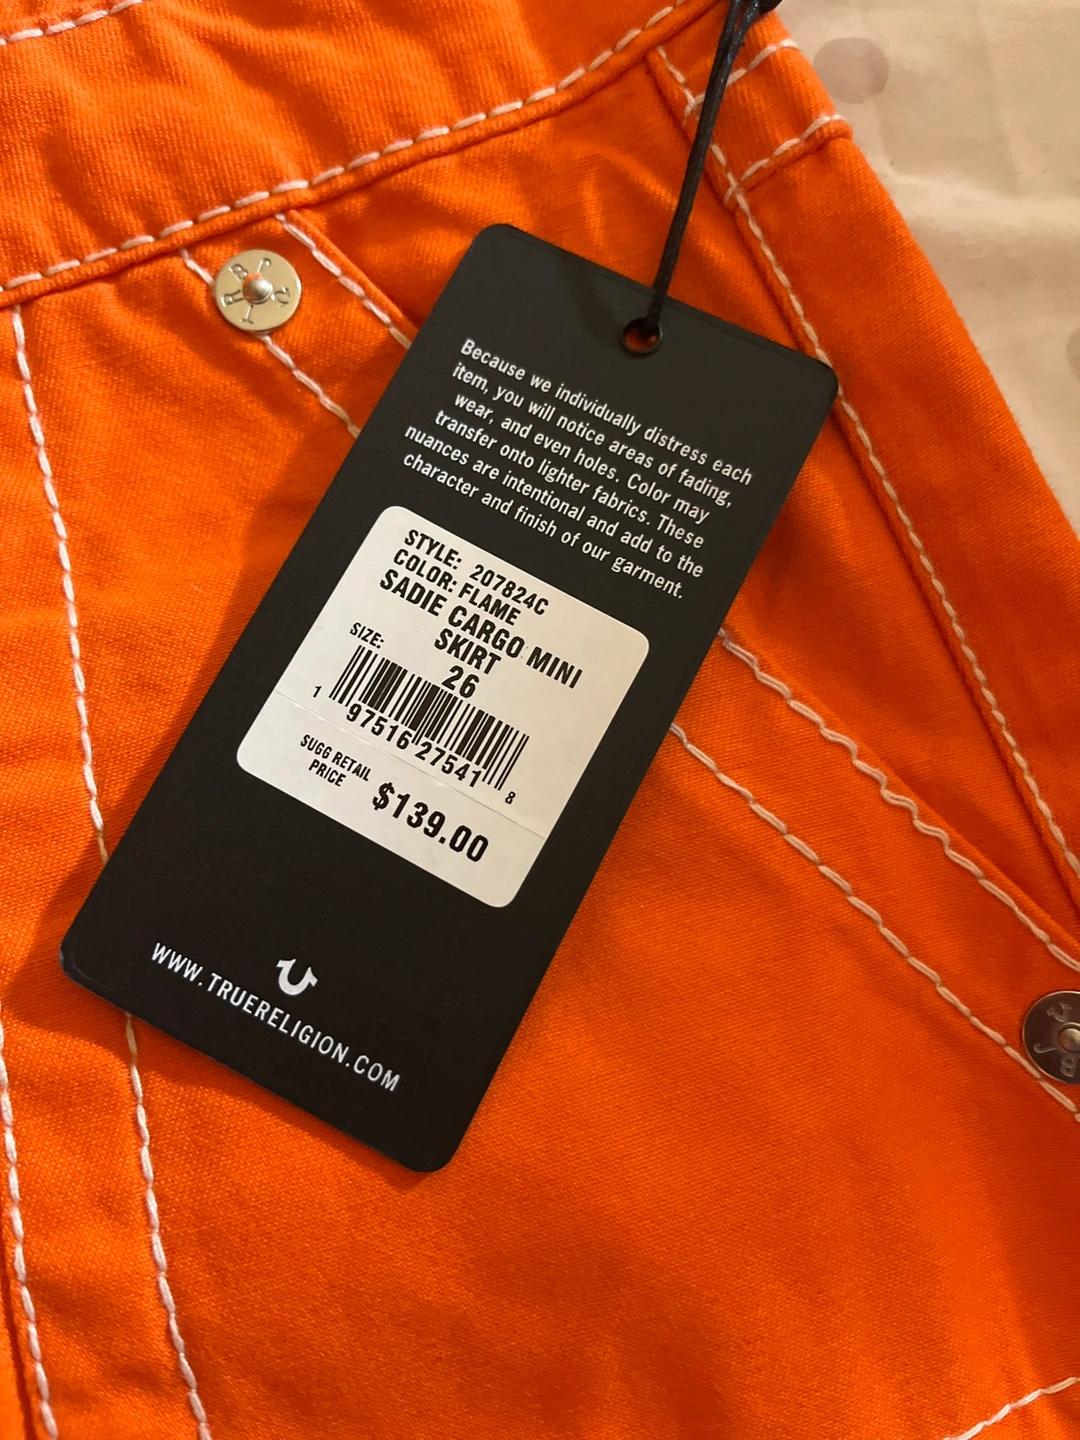 Because we individually distress each
item, you will notice areas of fading,
wear, and even holes. Color may
transfer onto lighter fabrics. These
nuances are intentional and add to the
character and finish of our garment.
STYLE: 207824C
COLOR: FLAME
SADIE CARGO MINI
SKIRT
SIZE: 26
1 97516 27541 8
SUGG RETAIL
PRICE $139.00
WWW.TRUERELIGION.COM